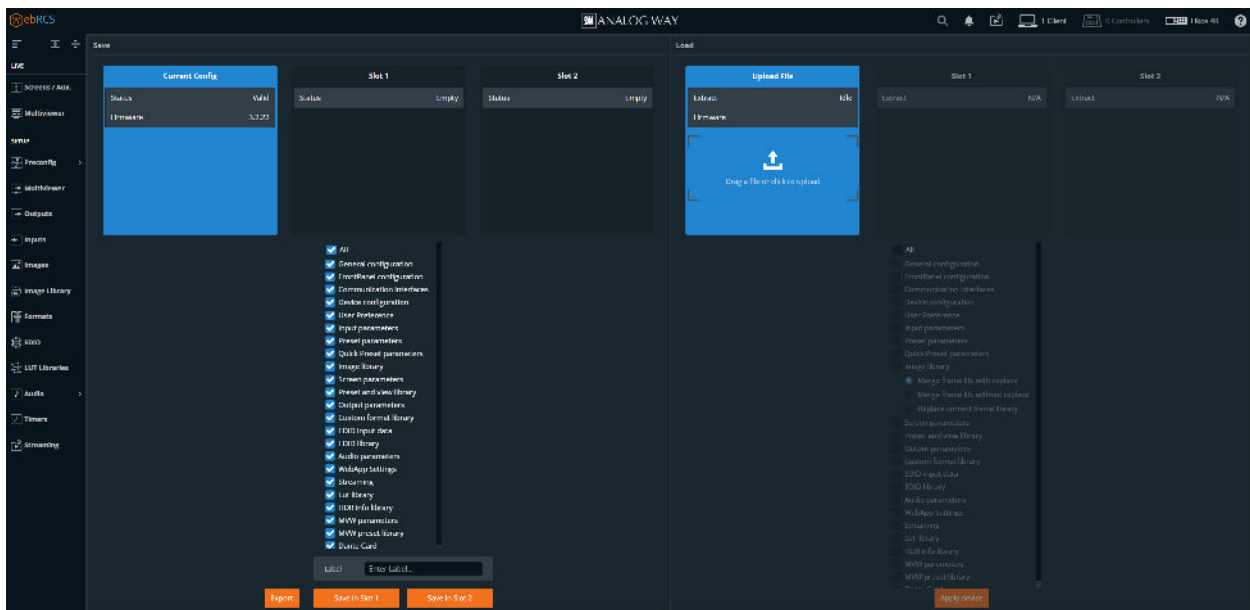 WebRCS
ANALOG WAY
1 Client
0 Controllers
LIVE
Screens / Aux.
Multiviewer
SETUP
Preconfig
Multiviewer
Outputs
Inputs
Images
Image Library
Formats
EDID
LUT Libraries
Audio
Timers
Streaming
Save
Current Config
Status Valid
Firmware
Slot 1
Status Empty
Slot 2
Status Empty
All
General configuration
FrontPanel configuration
Communication interfaces
Device configuration
User Preference
Input parameters
Preset parameters
Quick Preset parameters
Image library
Screen parameters
Preset and view library
Output parameters
Custom format library
EDID input data
EDID library
Audio parameters
WebApp Settings
Streaming
Lut library
HDR info library
MVW parameters
MVW preset library
Dante Card
Label Enter Label...
Export Save in Slot 1 Save in Slot 2
Load
Upload File
Extract Idle
Firmware
Drag a file or click to upload
Slot 1
Extract N/A
Slot 2
Extract N/A
All
General configuration
FrontPanel configuration
Communication interfaces
Device configuration
User Preference
Input parameters
Preset parameters
Quick Preset parameters
Image library
Merge frame lib with replace
Merge frame lib without replace
Replace current frame library
Screen parameters
Preset and view library
Output parameters
Custom format library
EDID input data
EDID library
Audio parameters
WebApp Settings
Streaming
Lut library
HDR info library
MVW parameters
MVW preset library
Apply device